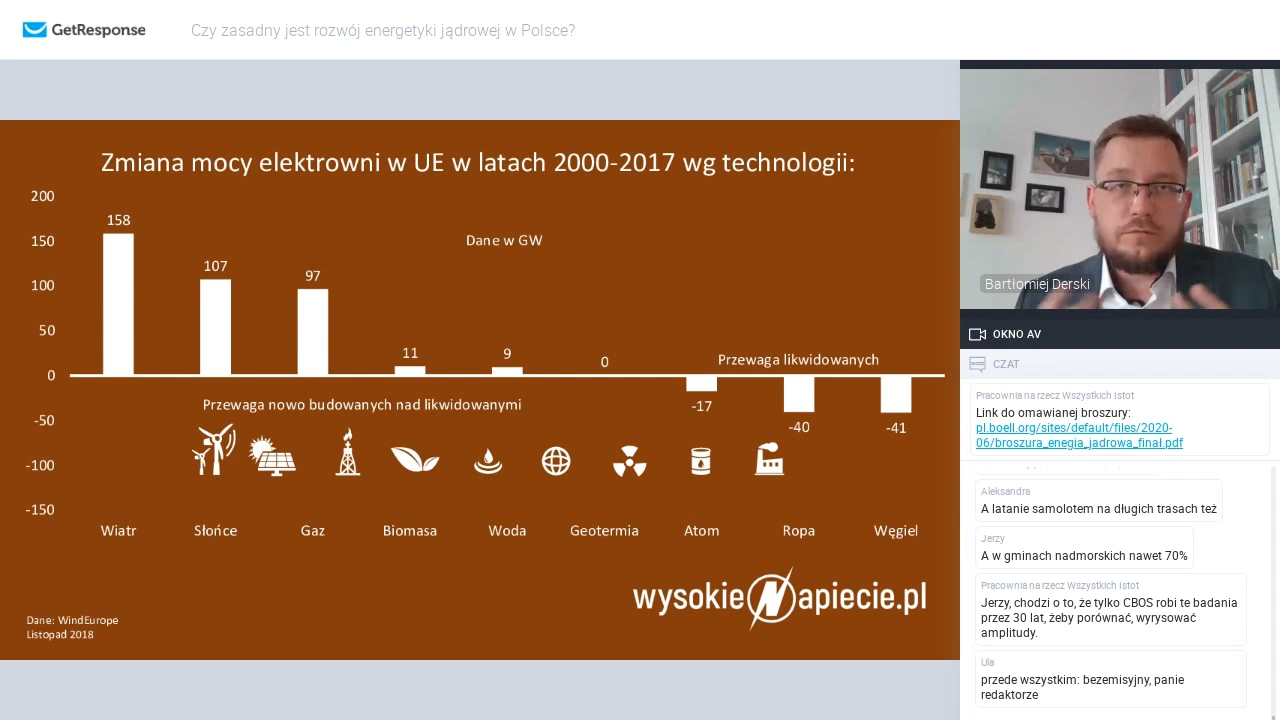 GetResponse
Czy zasadny jest rozwój energetyki jądrowej w Polsce?
Zmiana mocy elektrowni w UE w latach 2000-2017 wg technologii:
200
150
100
50
0
-50
-100
-150
158
107
97
11
9
0
-17
-40
-41
Dane w GW
Przewaga likwidowanych
Przewaga nowo budowanych nad likwidowanymi
Wiatr
Słońce
Gaz
Biomasa
Woda
Geotermia
Atom
Ropa
Węgiel
wysokieNapiecie.pl
Dane: WindEurope
Listopad 2018
Bartłomiej Derski
OKNO AV
CZAT
Pracownia na rzecz Wszystkich Istot
Link do omawianej broszury:
pl.boell.org/sites/default/files/2020-
06/broszura_enegia_jadrowa_finał.pdf
Aleksandra
A latanie samolotem na długich trasach też
Jerzy
A w gminach nadmorskich nawet 70%
Pracownia na rzecz Wszystkich Istot
Jerzy, chodzi o to, że tylko CBOS robi te badania
przez 30 lat, żeby porównać, wyrysować
amplitudy.
Ula
przede wszystkim: bezemisyjny, panie
redaktorze